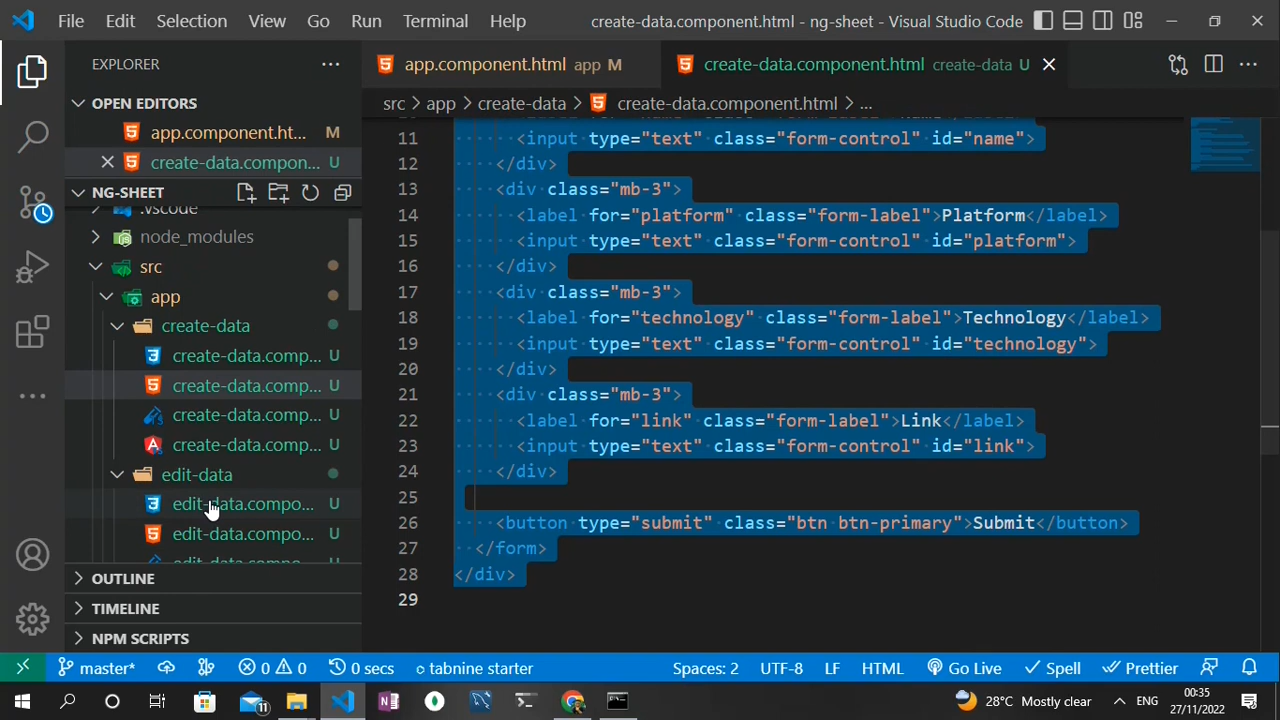 File Edit Selection View Go Run Terminal Help create-data.component.html - ng-sheet - Visual Studio Code
EXPLORER
app.component.html app M
create-data.component.html create-data U
OPEN EDITORS
app.component.ht... M
create-data.compon... U
src > app > create-data > create-data.component.html > ...
NG-SHEET
.vscode
node_modules
src
app
create-data
create-data.comp... U
create-data.comp... U
create-data.comp... U
create-data.comp... U
edit-data
edit-data.compo... U
edit-data.compo... U
OUTLINE
TIMELINE
NPM SCRIPTS
11 <input type="text" class="form-control" id="name">
12 </div>
13 <div class="mb-3">
14 <label for="platform" class="form-label">Platform</label>
15 <input type="text" class="form-control" id="platform">
16 </div>
17 <div class="mb-3">
18 <label for="technology" class="form-label">Technology</label>
19 <input type="text" class="form-control" id="technology">
20 </div>
21 <div class="mb-3">
22 <label for="link" class="form-label">Link</label>
23 <input type="text" class="form-control" id="link">
24 </div>
25
26 <button type="submit" class="btn btn-primary">Submit</button>
27 </form>
28 </div>
29
master* 0 0 0 secs tabnine starter Spaces: 2 UTF-8 LF HTML Go Live Spell Prettier
11 28°C Mostly clear ENG 00:35
27/11/2022